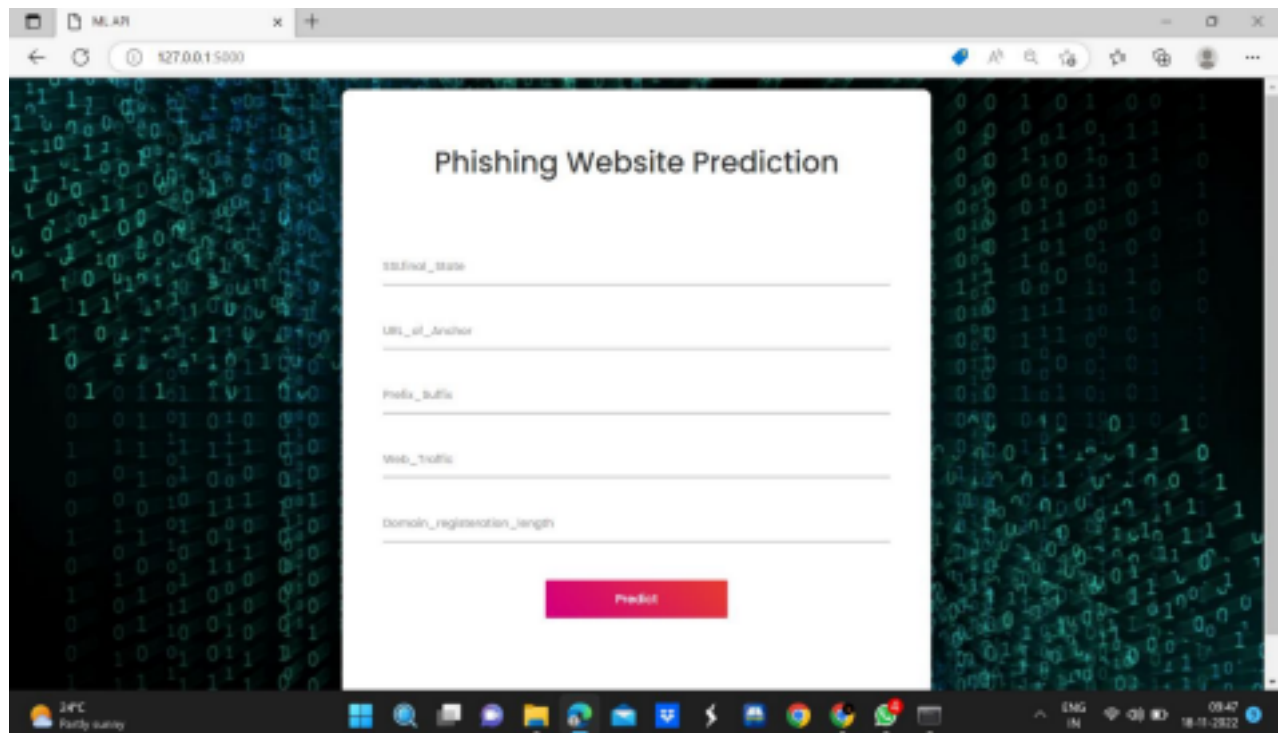 ML API
127.0.0.1:5000
Phishing Website Prediction
SSLfinal_State
URL_of_Anchor
Prefix_Suffix
Web_Traffic
Domain_registeration_length
Predict
24°C
Partly sunny
ENG
IN
09:47
18-11-2022